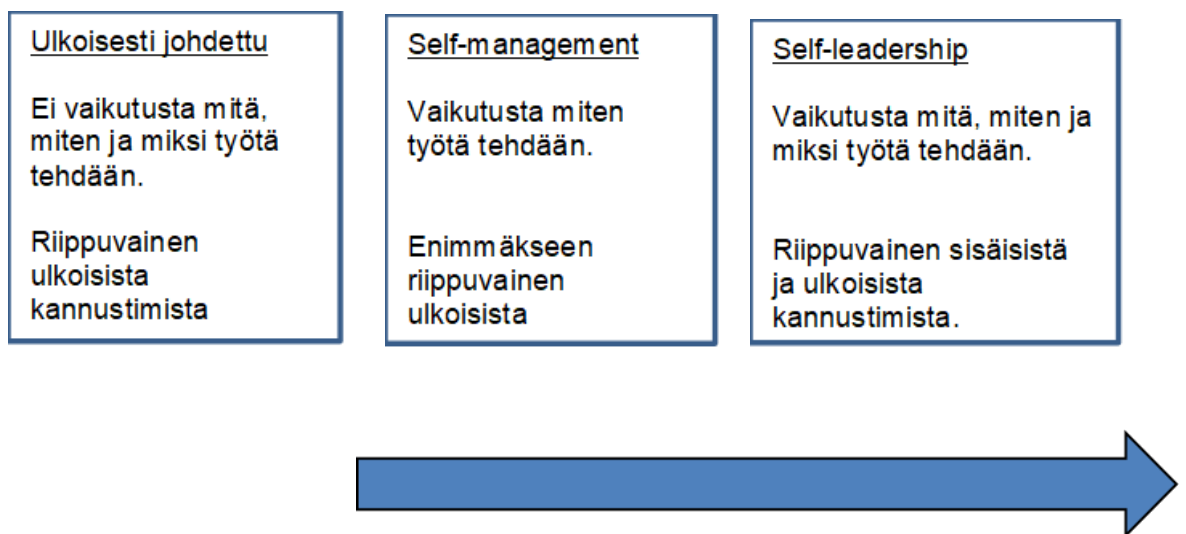 Ulkoisesti johdettu
Ei vaikutusta mitä,
miten ja miksi työtä
tehdään.
Riippuvainen
ulkoisista
kannustimista
Self-management
Vaikutusta miten
työtä tehdään.
Enimmäkseen
riippuvainen
ulkoisista
Self-leadership
Vaikutusta mitä, miten ja
miksi työtä tehdään.
Riippuvainen sisäisistä
ja ulkoisista
kannustimista.